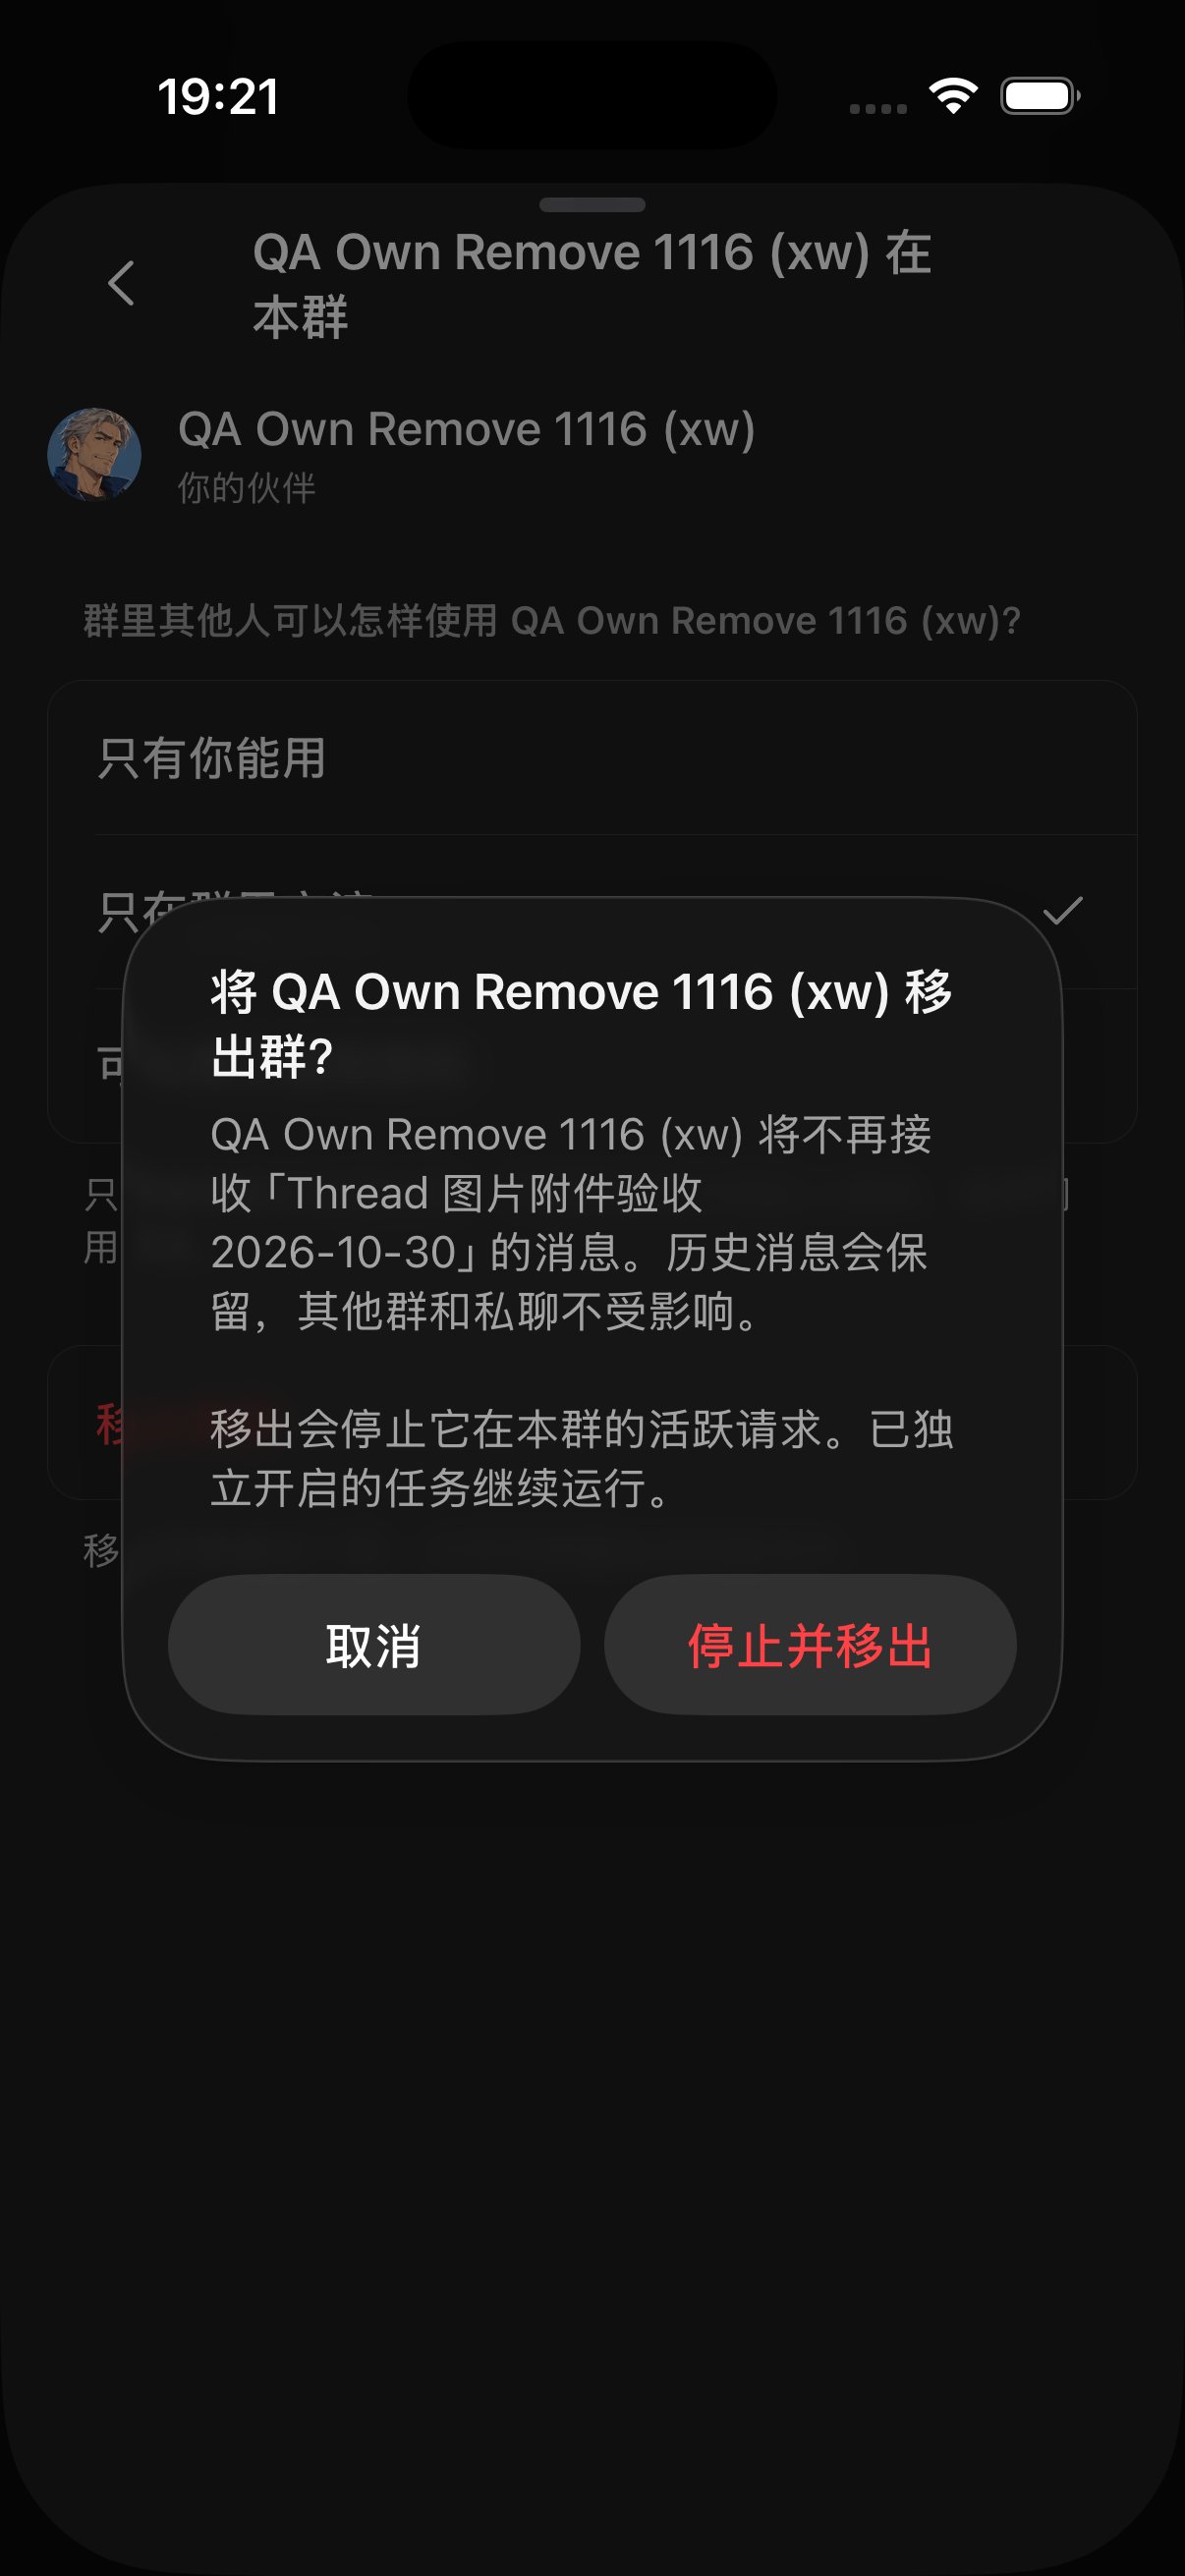 19:21
QA Own Remove 1116 (xw) 在
本群
QA Own Remove 1116 (xw)
你的伙伴
群里其他人可以怎样使用 QA Own Remove 1116 (xw)?
只有你能用
只在
将 QA Own Remove 1116 (xw) 移
出群?
QA Own Remove 1116 (xw) 将不再接
收「Thread 图片附件验收
2026-10-30」的消息。历史消息会保
留，其他群和私聊不受影响。
只
用
移出会停止它在本群的活跃请求。已独
立开启的任务继续运行。
移
取消
停止并移出